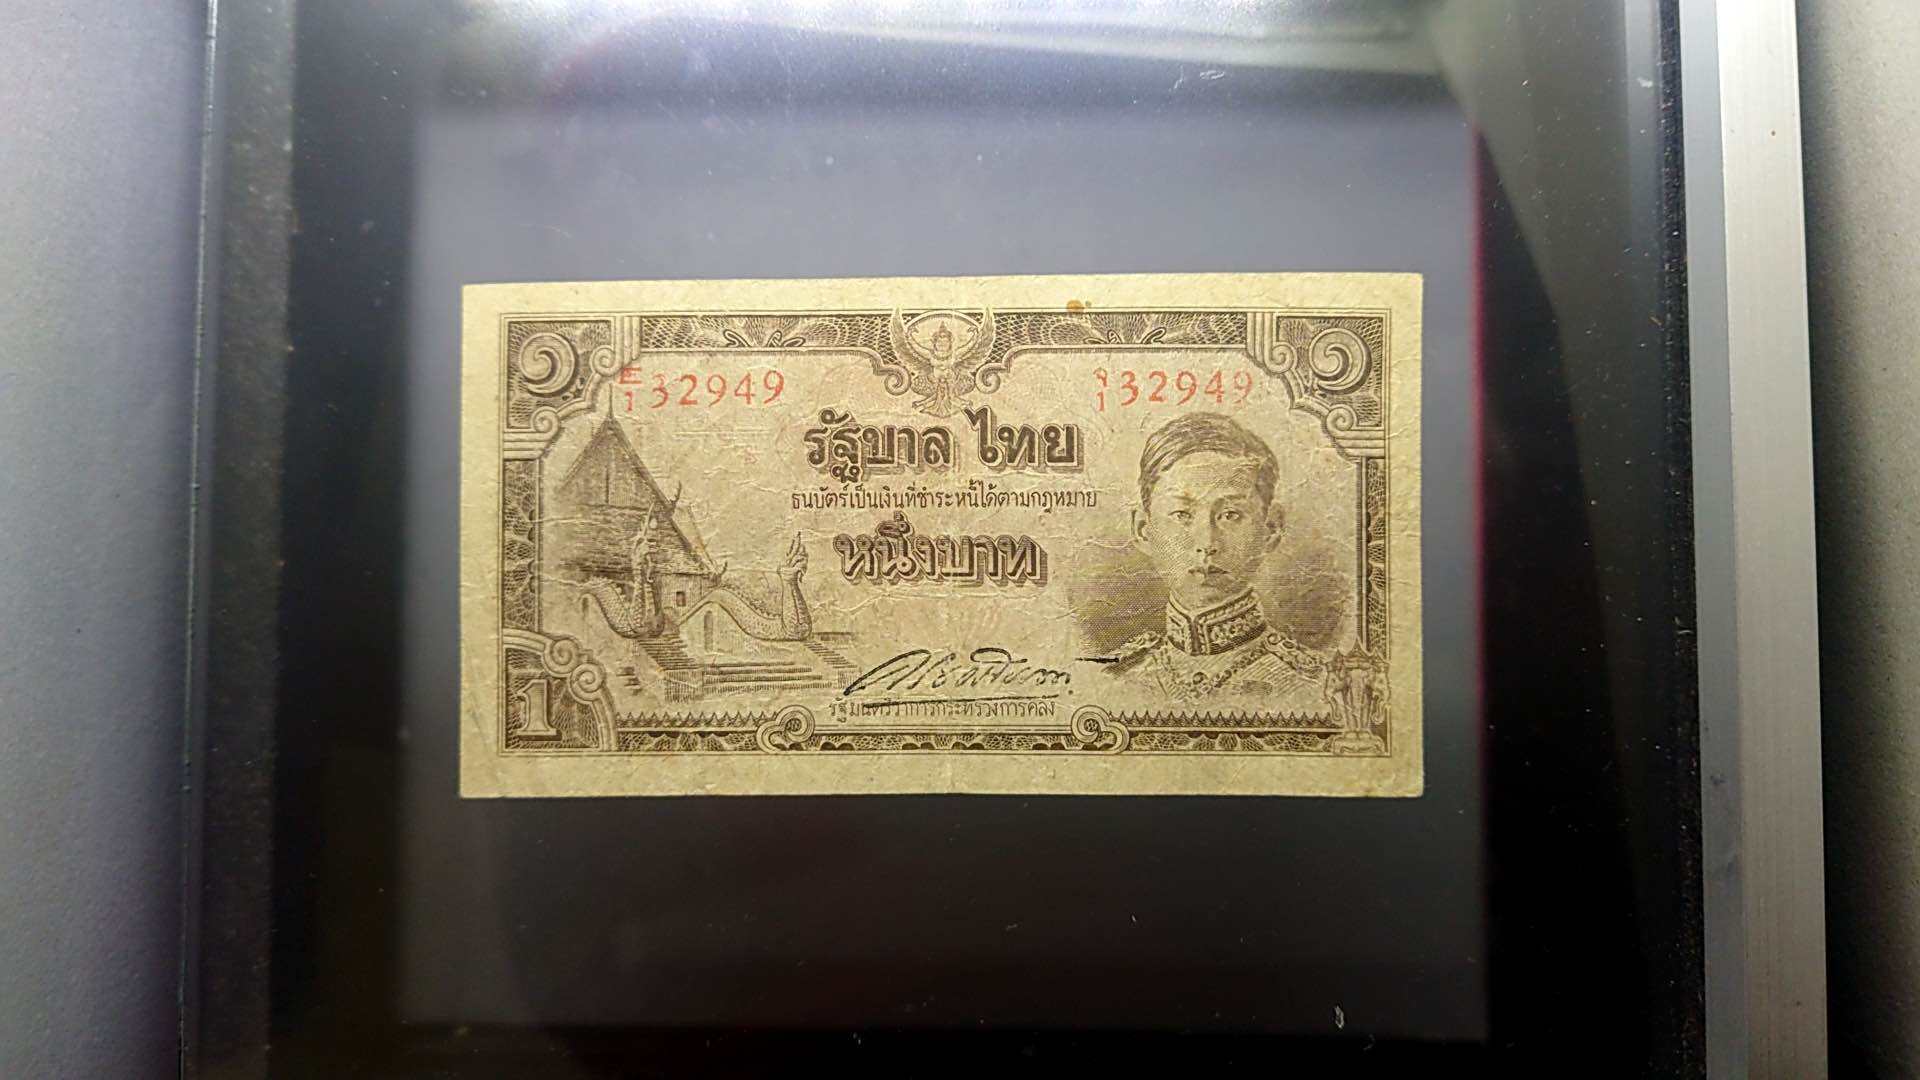 ๑ ๑
E/1 32949 1 32949
รัฐบาล ไทย
ธนบัตร์เป็นเงินที่ชำระหนี้ได้ตามกฎหมาย
หนึ่งบาท
รัฐมนตรีว่าการกระทรวงการคลัง
1